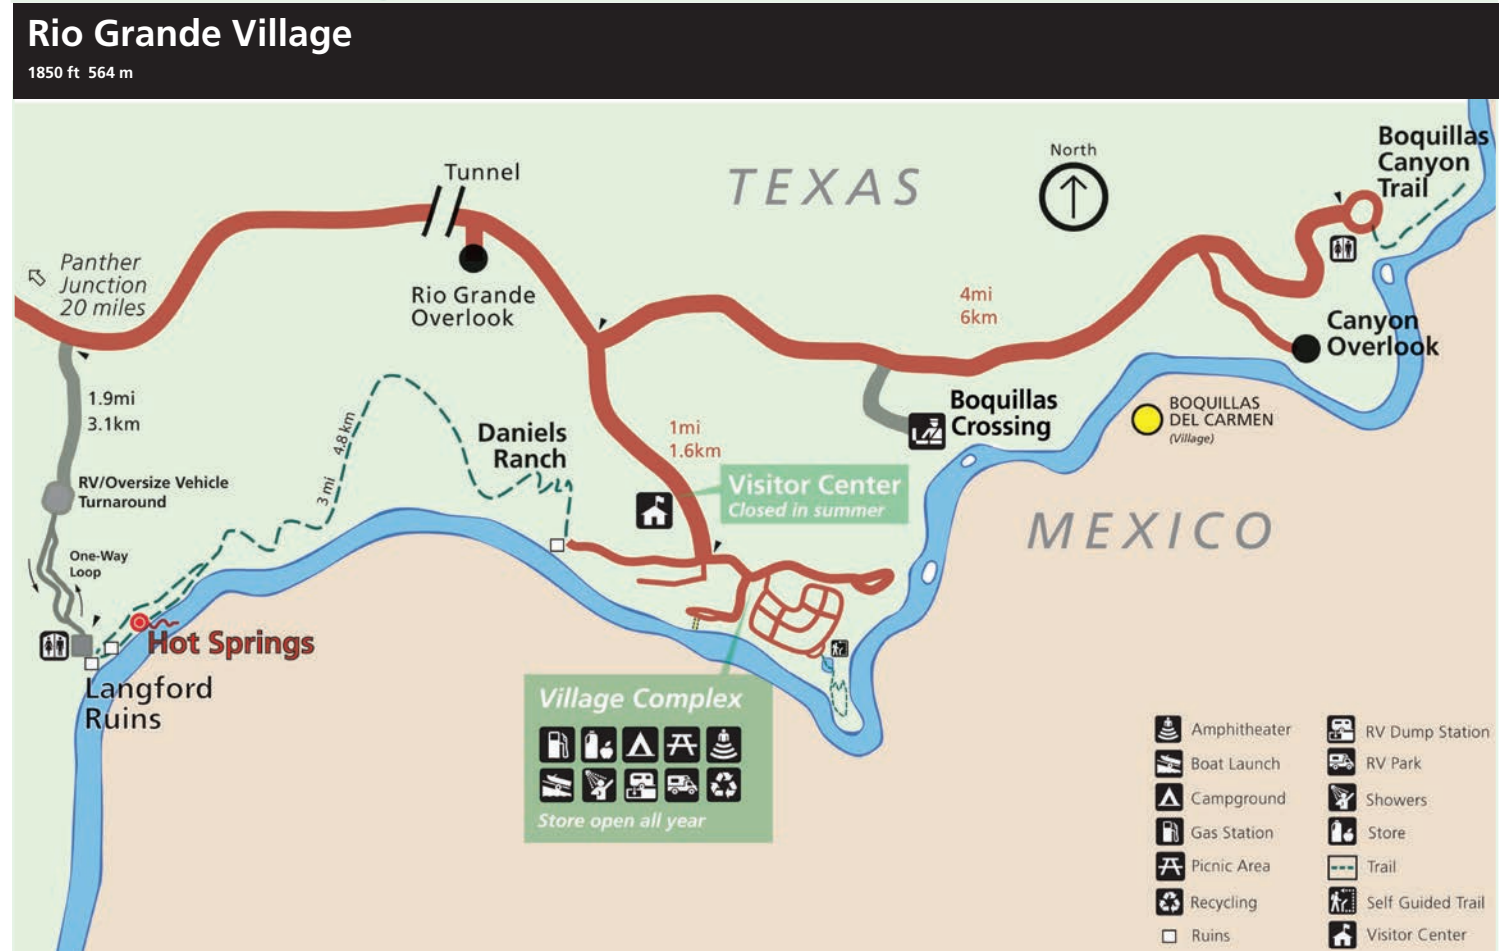 Rio Grande Village
1850 ft  564 m
Boquillas
Canyon
Trail
North
Tunnel
TEXAS
Panther
Junction
20 miles
Rio Grande
Overlook
4mi
6km
Canyon
Overlook
1.9mi
3.1km
3 mi 4.8 km
Daniels
Ranch
1mi
1.6km
Boquillas
Crossing
BOQUILLAS
DEL CARMEN
(Village)
RV/Oversize Vehicle
Turnaround
Visitor Center
Closed in summer
MEXICO
One-Way
Loop
Hot Springs
Langford
Ruins
Village Complex
Store open all year
Amphitheater
Boat Launch
Campground
Gas Station
Picnic Area
Recycling
Ruins
RV Dump Station
RV Park
Showers
Store
Trail
Self Guided Trail
Visitor Center